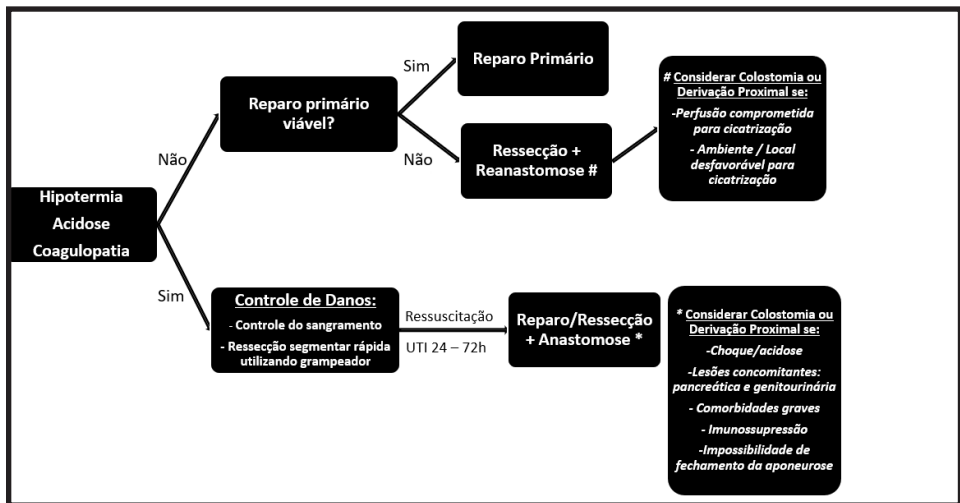 Hipotermia
Acidose
Coagulopatia
Não
Sim
Reparo primário
viável?
Sim
Não
Reparo Primário
Ressecção +
Reanastomose #
# Considerar Colostomia ou
Derivação Proximal se:
-Perfusão comprometida
para cicatrização
- Ambiente / Local
desfavorável para
cicatrização
Controle de Danos:
- Controle do sangramento
- Ressecção segmentar rápida
utilizando grampeador
Ressuscitação
UTI 24 – 72h
Reparo/Ressecção
+ Anastomose *
* Considerar Colostomia ou
Derivação Proximal se:
-Choque/acidose
-Lesões concomitantes:
pancreática e genitourinária
- Comorbidades graves
- Imunossupressão
-Impossibilidade de
fechamento da aponeurose